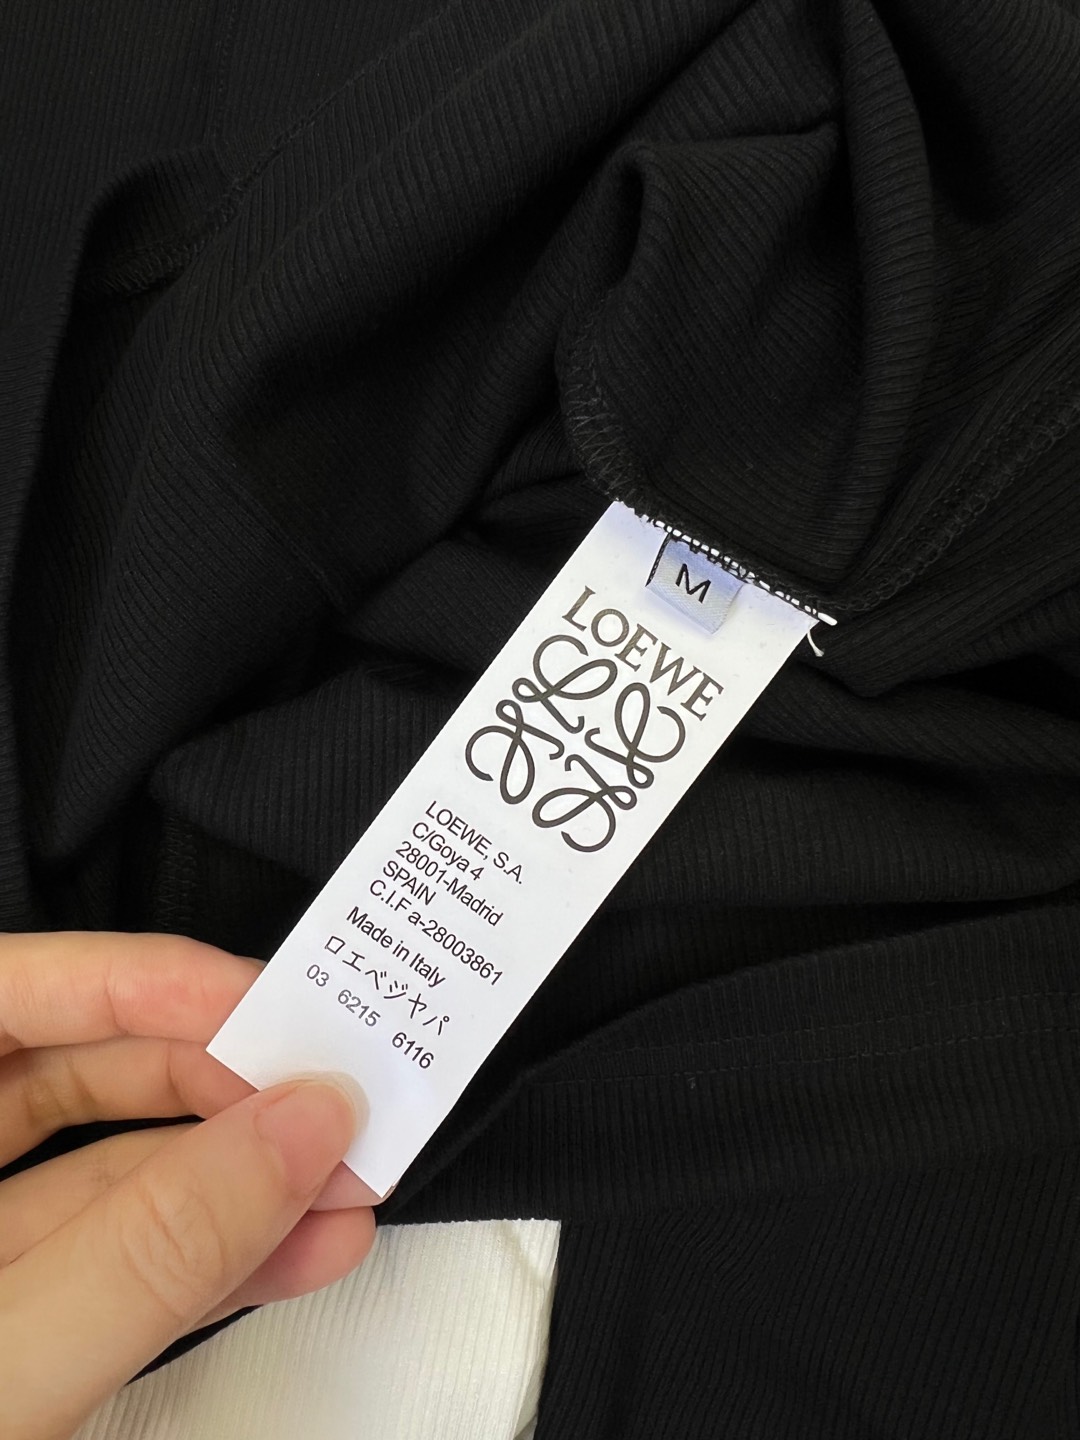 M
LOEWE
LOEWE, S.A.
C/Goya 4
28001-Madrid
SPAIN
C.I.F a-28003861
Made in Italy
ロエベジヤパ
03 6215 6116